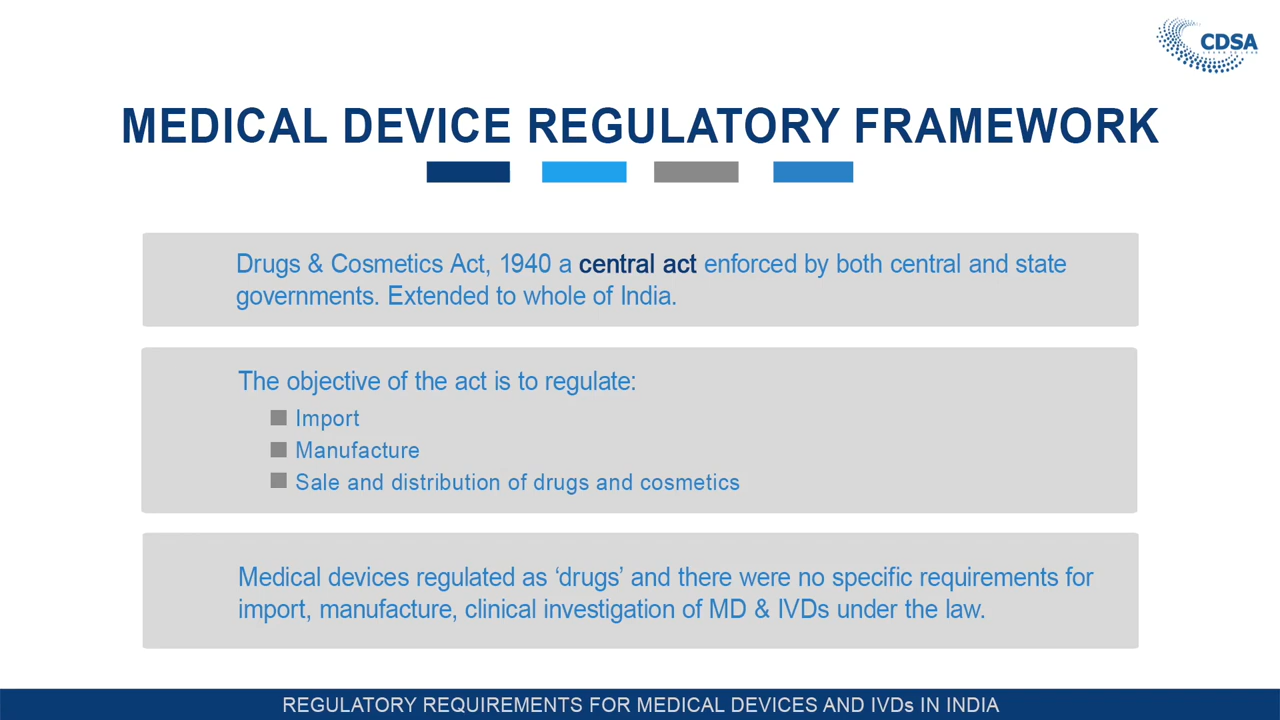 CDSA
MEDICAL DEVICE REGULATORY FRAMEWORK
Drugs & Cosmetics Act, 1940 a central act enforced by both central and state
governments. Extended to whole of India.
The objective of the act is to regulate:
Import
Manufacture
Sale and distribution of drugs and cosmetics
Medical devices regulated as ‘drugs’ and there were no specific requirements for
import, manufacture, clinical investigation of MD & IVDs under the law.
REGULATORY REQUIREMENTS FOR MEDICAL DEVICES AND IVDs IN INDIA